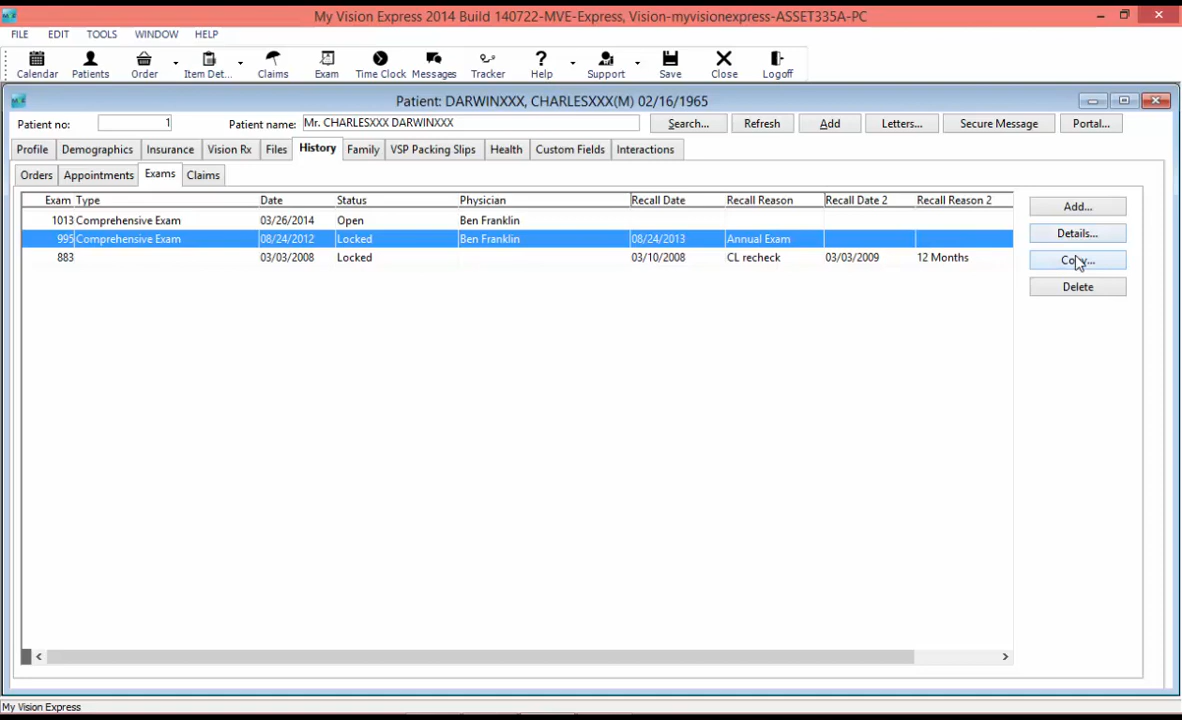 My Vision Express 2014 Build 140722-MVE-Express, Vision-myvisionexpress-ASSET335A-PC
FILE EDIT TOOLS WINDOW HELP
Calendar Patients Order Item Det... Claims Exam Time Clock Messages Tracker Help Support Save Close Logoff
Patient: DARWINXXX, CHARLESXXX(M) 02/16/1965
Patient no: 1 Patient name: Mr. CHARLESXXX DARWINXXX Search... Refresh Add Letters... Secure Message Portal...
Profile Demographics Insurance Vision Rx Files History Family VSP Packing Slips Health Custom Fields Interactions
Orders Appointments Exams Claims
Exam Type Date Status Physician Recall Date Recall Reason Recall Date 2 Recall Reason 2
Add...
1013 Comprehensive Exam 03/26/2014 Open Ben Franklin
995 Comprehensive Exam 08/24/2012 Locked Ben Franklin 08/24/2013 Annual Exam
Details...
883 03/03/2008 Locked 03/10/2008 CL recheck 03/03/2009 12 Months
Delete
My Vision Express